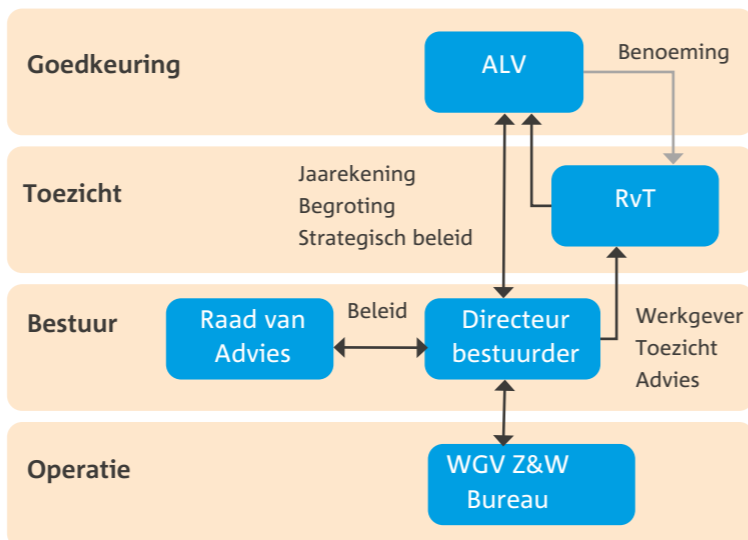 Goedkeuring
ALV
Benoeming
Toezicht
Jaarekening
Begroting
Strategisch beleid
RvT
Bestuur
Raad van
Advies
Beleid
Directeur
bestuurder
Werkgever
Toezicht
Advies
Operatie
WGV Z&W
Bureau